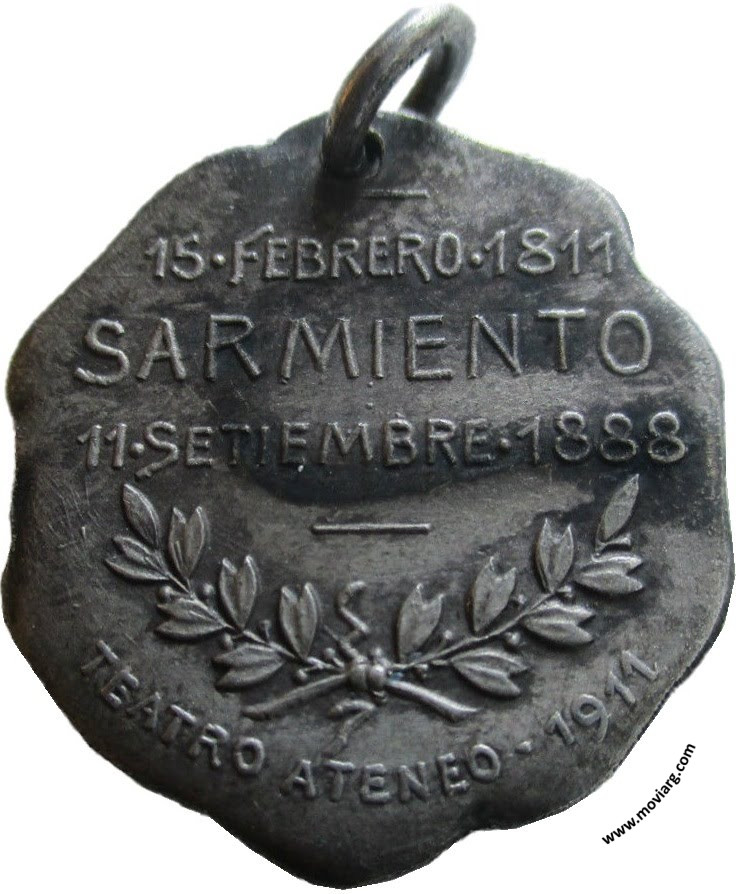 15·FEBRERO·1811
SARMIENTO
11·SETIEMBRE·1888
TEATRO ATENEO·1911
www.moviarg.com